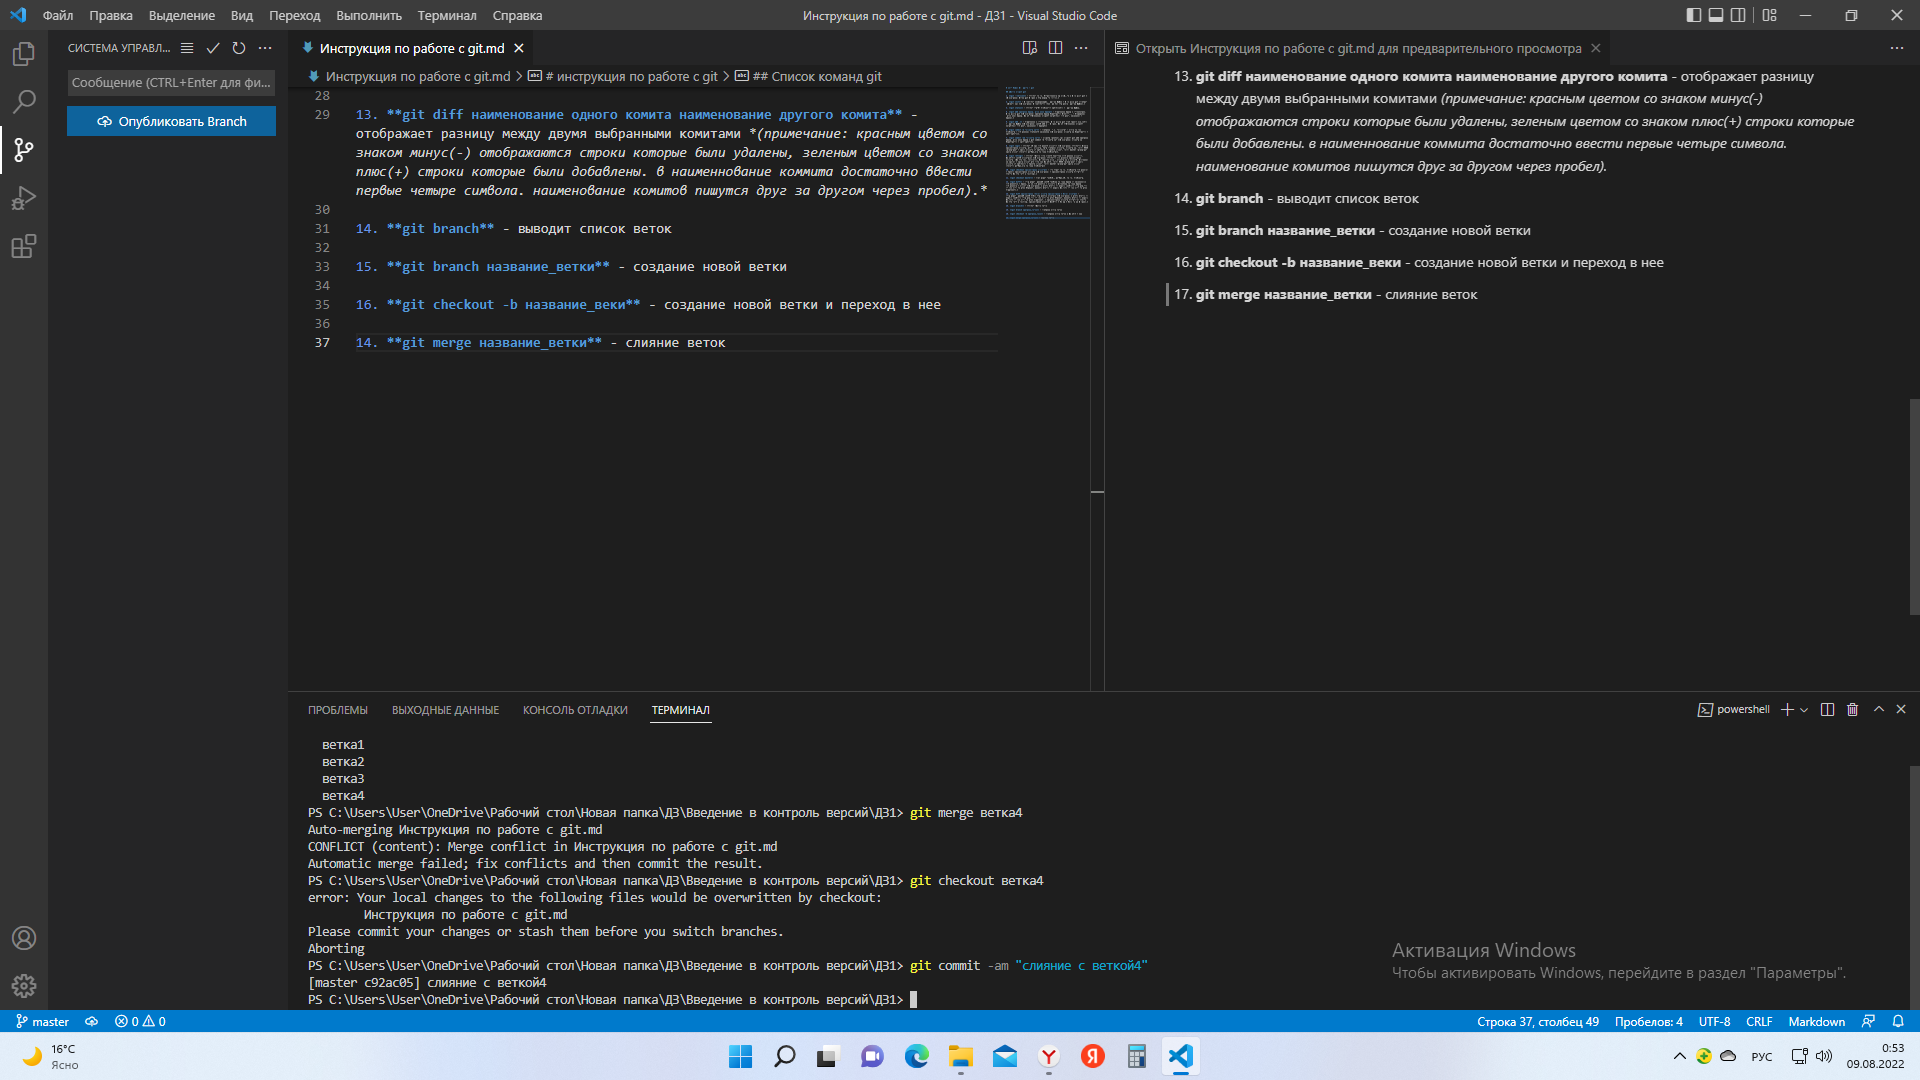 Файл Правка Выделение Вид Переход Выполнить Терминал Справка
Инструкция по работе с git.md - ДЗ1 - Visual Studio Code
СИСТЕМА УПРАВЛ...
Сообщение (CTRL+Enter для фи...
Опубликовать Branch
Инструкция по работе с git.md
Инструкция по работе с git.md > # инструкция по работе с git > ## Список команд git
28
29 13. **git diff наименование одного комита наименование другого комита** -
отображает разницу между двумя выбранными комитами *(примечание: красным цветом со
знаком минус(-) отображаются строки которые были удалены, зеленым цветом со знаком
плюс(+) строки которые были добавлены. в наименнование коммита достаточно ввести
первые четыре символа. наименование комитов пишутся друг за другом через пробел).*
30
31 14. **git branch** - выводит список веток
32
33 15. **git branch название_ветки** - создание новой ветки
34
35 16. **git checkout -b название_веки** - создание новой ветки и переход в нее
36
37 14. **git merge название_ветки** - слияние веток
Открыть Инструкция по работе с git.md для предварительного просмотра
13. git diff наименование одного комита наименование другого комита - отображает разницу
между двумя выбранными комитами (примечание: красным цветом со знаком минус(-)
отображаются строки которые были удалены, зеленым цветом со знаком плюс(+) строки которые
были добавлены. в наименнование коммита достаточно ввести первые четыре символа.
наименование комитов пишутся друг за другом через пробел).
14. git branch - выводит список веток
15. git branch название_ветки - создание новой ветки
16. git checkout -b название_веки - создание новой ветки и переход в нее
17. git merge название_ветки - слияние веток
ПРОБЛЕМЫ ВЫХОДНЫЕ ДАННЫЕ КОНСОЛЬ ОТЛАДКИ ТЕРМИНАЛ
powershell
ветка1
ветка2
ветка3
ветка4
PS C:\Users\User\OneDrive\Рабочий стол\Новая папка\ДЗ\Введение в контроль версий\ДЗ1> git merge ветка4
Auto-merging Инструкция по работе с git.md
CONFLICT (content): Merge conflict in Инструкция по работе с git.md
Automatic merge failed; fix conflicts and then commit the result.
PS C:\Users\User\OneDrive\Рабочий стол\Новая папка\ДЗ\Введение в контроль версий\ДЗ1> git checkout ветка4
error: Your local changes to the following files would be overwritten by checkout:
Инструкция по работе с git.md
Please commit your changes or stash them before you switch branches.
Aborting
PS C:\Users\User\OneDrive\Рабочий стол\Новая папка\ДЗ\Введение в контроль версий\ДЗ1> git commit -am "слияние с веткой4"
[master c92ac05] слияние с веткой4
PS C:\Users\User\OneDrive\Рабочий стол\Новая папка\ДЗ\Введение в контроль версий\ДЗ1>
Активация Windows
Чтобы активировать Windows, перейдите в раздел "Параметры".
master 0 0
Строка 37, столбец 49 Пробелов: 4 UTF-8 CRLF Markdown
16°C
Ясно
РУС
0:53
09.08.2022